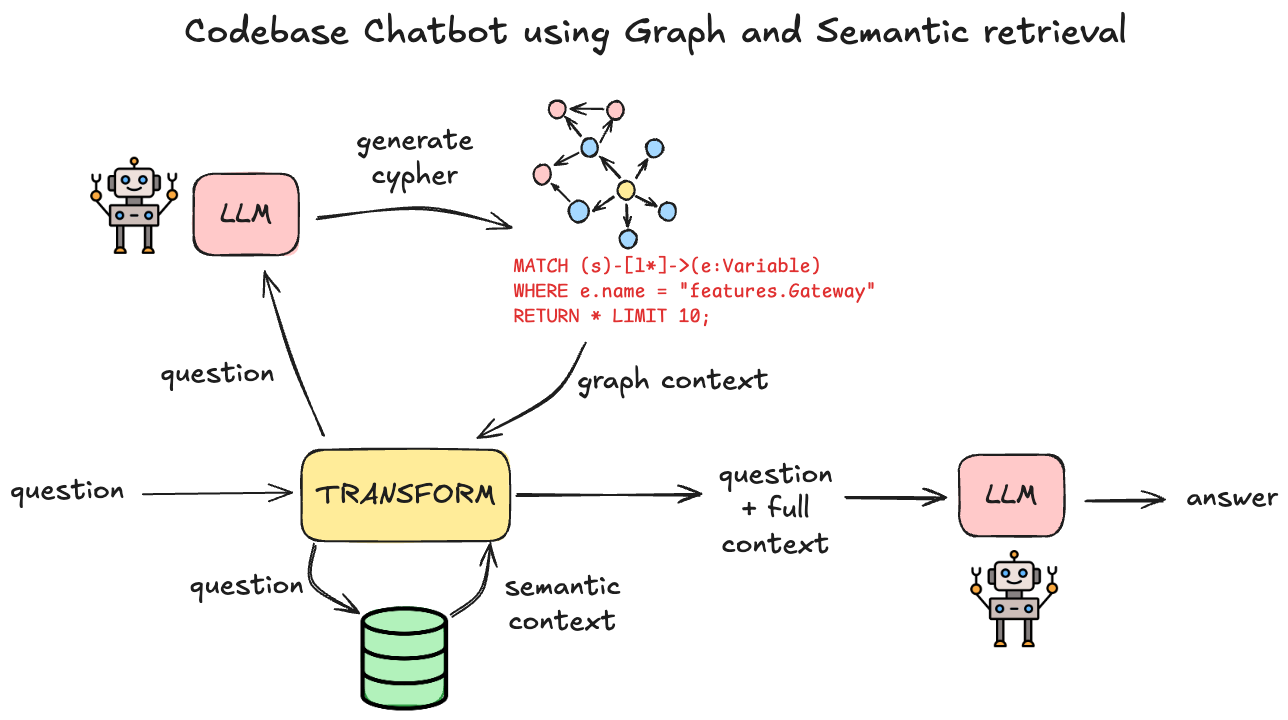 Codebase Chatbot using Graph and Semantic retrieval
generate
cypher
LLM
MATCH (s)-[l*]->(e:Variable)
WHERE e.name = "features.Gateway"
RETURN * LIMIT 10;
question
graph context
question
TRANSFORM
question
+ full
context
LLM
answer
question
semantic
context